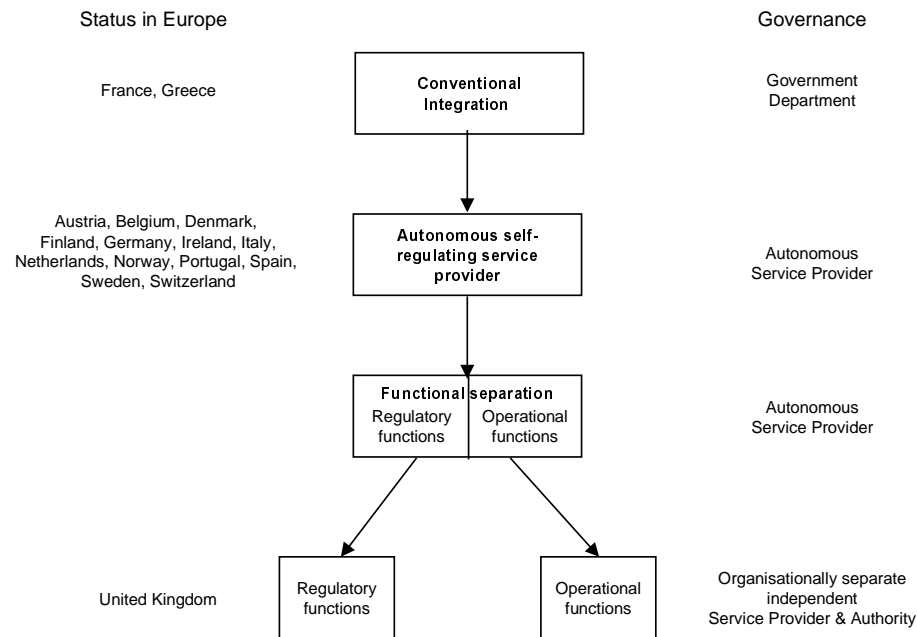 Status in Europe
Governance
France, Greece
Conventional
Integration
Government
Department
Austria, Belgium, Denmark,
Finland, Germany, Ireland, Italy,
Netherlands, Norway, Portugal, Spain,
Sweden, Switzerland
Autonomous self-
regulating service
provider
Autonomous
Service Provider
Functional separation
Regulatory
functions
Operational
functions
Autonomous
Service Provider
United Kingdom
Regulatory
functions
Operational
functions
Organisationally separate
independent
Service Provider & Authority